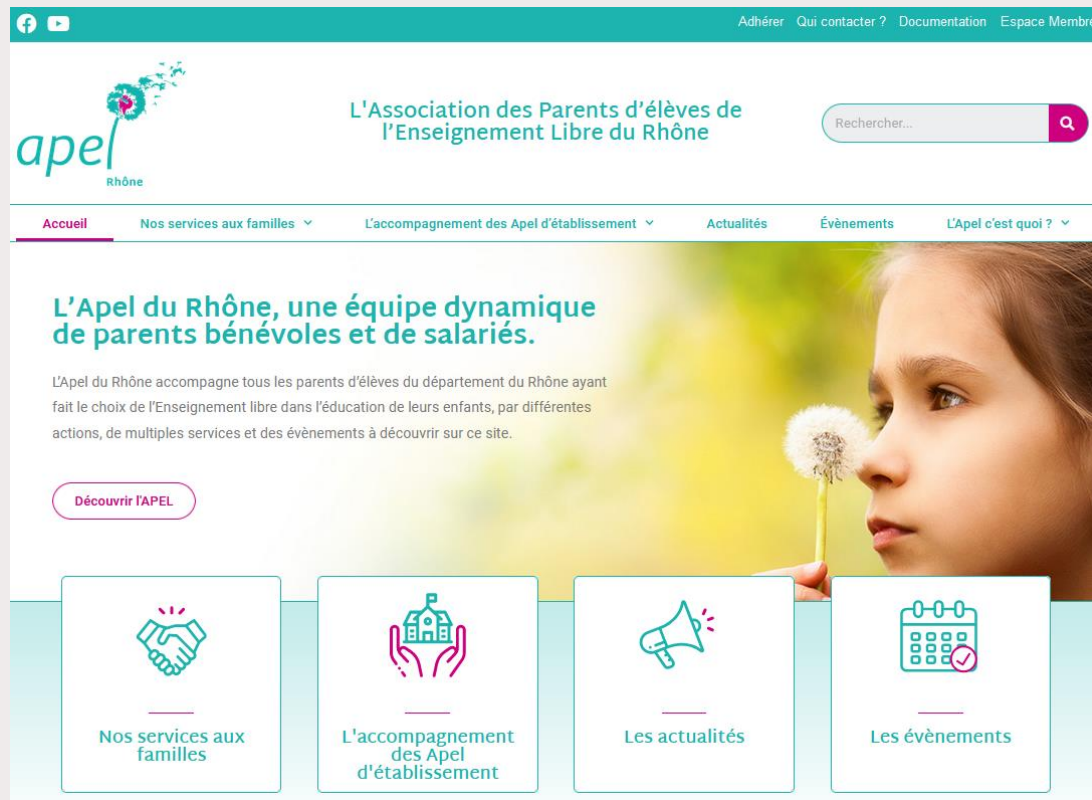 Adhérer Qui contacter ? Documentation Espace Membre
apel
Rhône
L'Association des Parents d’élèves de
l’Enseignement Libre du Rhône
Rechercher...
Accueil Nos services aux familles L’accompagnement des Apel d’établissement Actualités Évènements L’Apel c’est quoi ?
L’Apel du Rhône, une équipe dynamique
de parents bénévoles et de salariés.
L’Apel du Rhône accompagne tous les parents d’élèves du département du Rhône ayant
fait le choix de l’Enseignement libre dans l’éducation de leurs enfants, par différentes
actions, de multiples services et des évènements à découvrir sur ce site.
Découvrir l'APEL
Nos services aux
familles
L'accompagnement
des Apel
d'établissement
Les actualités
Les évènements